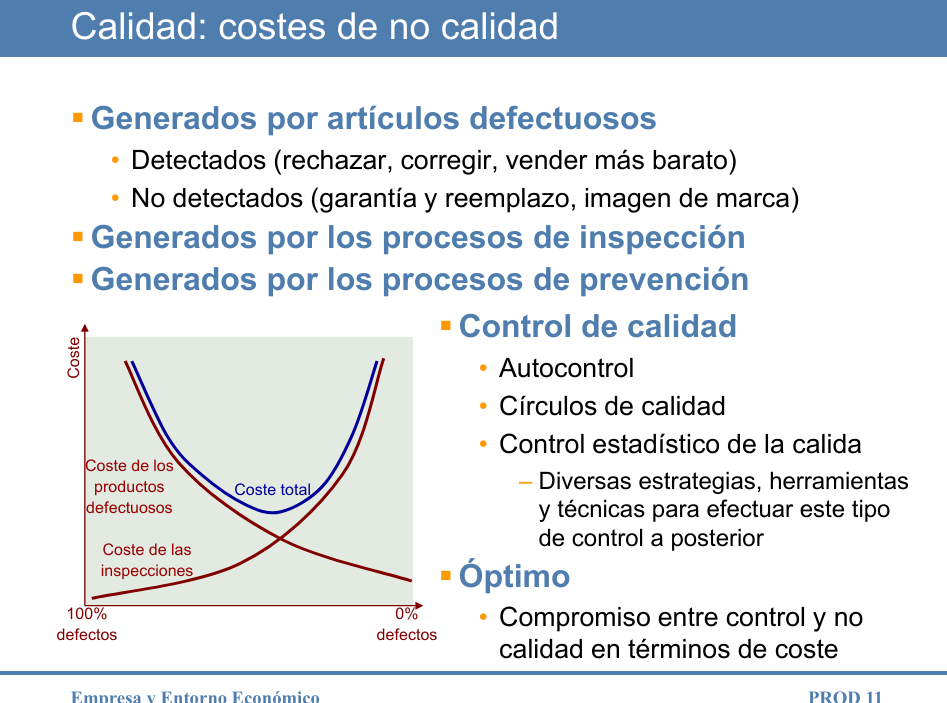 Calidad: costes de no calidad
Generados por artículos defectuosos
Detectados (rechazar, corregir, vender más barato)
No detectados (garantía y reemplazo, imagen de marca)
Generados por los procesos de inspección
Generados por los procesos de prevención
Coste
Coste de los
productos
defectuosos
Coste total
Coste de las
inspecciones
100%
defectos
0%
defectos
Control de calidad
Autocontrol
Círculos de calidad
Control estadístico de la calida
– Diversas estrategias, herramientas
y técnicas para efectuar este tipo
de control a posterior
Óptimo
Compromiso entre control y no
calidad en términos de coste
Empresa y Entorno Económico
PROD 11